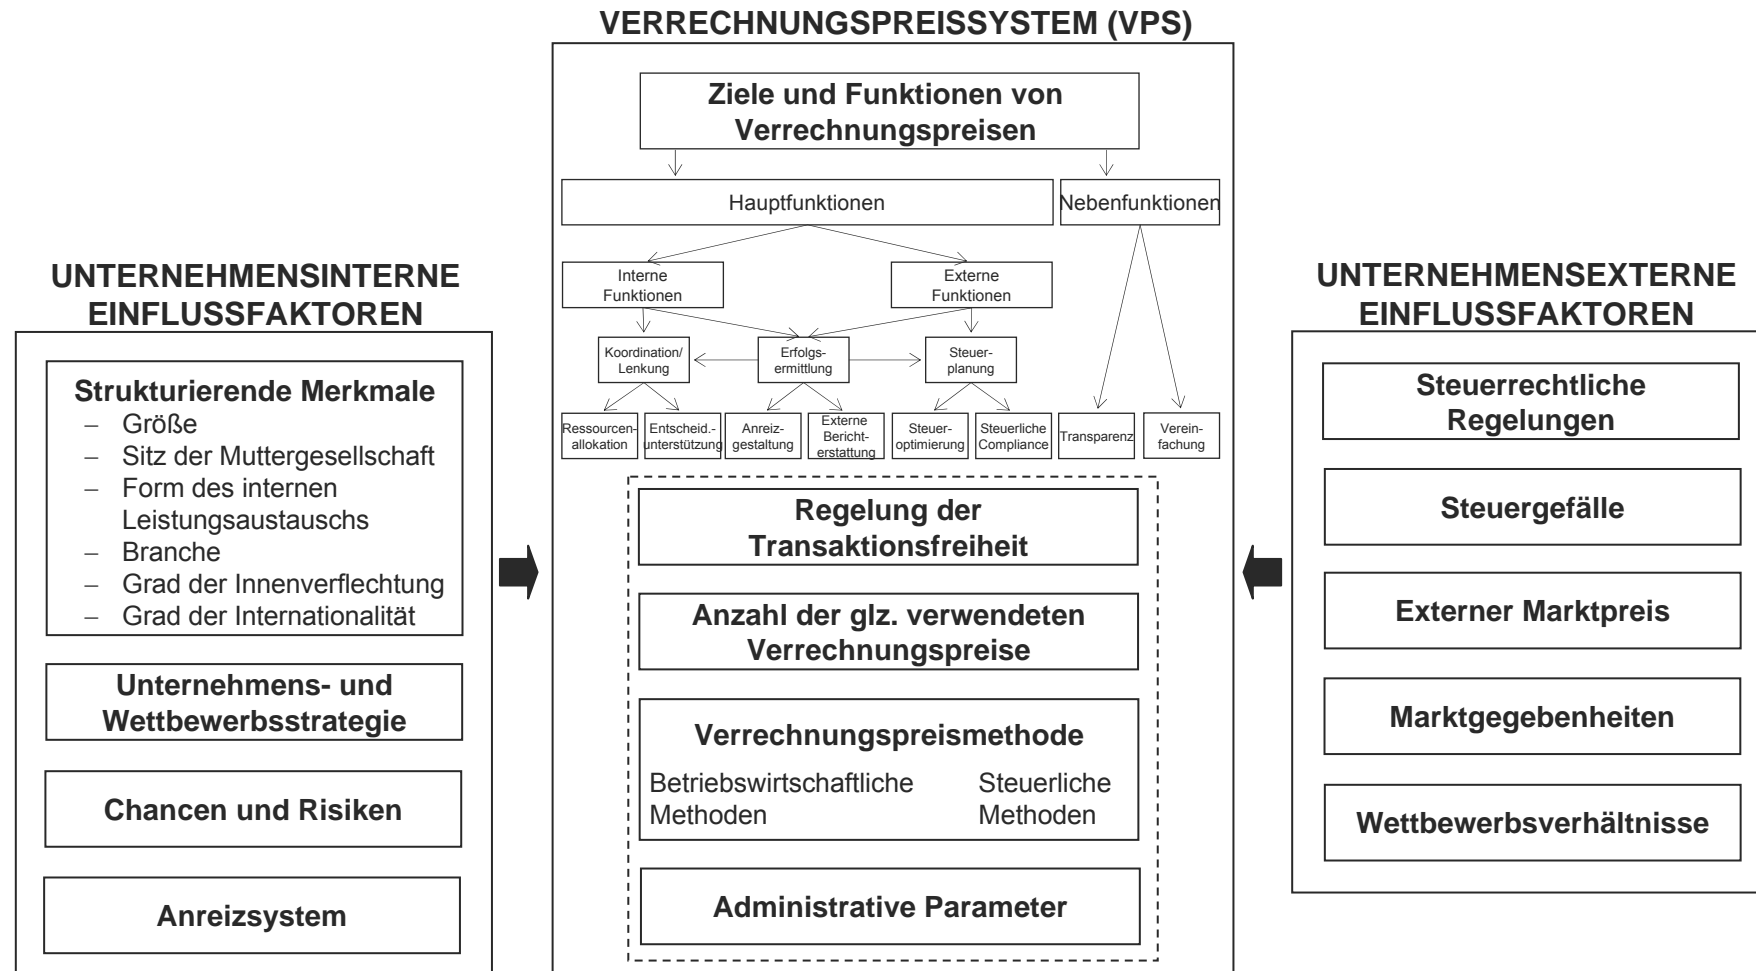 VERRECHNUNGSPREISSYSTEM (VPS)
Ziele und Funktionen von
Verrechnungspreisen
Hauptfunktionen
Nebenfunktionen
Interne
Funktionen
Externe
Funktionen
Koordination/
Lenkung
Erfolgs-
ermittlung
Steuer-
planung
Ressourcen-
allokation
Entscheid.-
unterstützung
Anreiz-
gestaltung
Externe
Bericht-
erstattung
Steuer-
optimierung
Steuerliche
Compliance
Transparenz
Verein-
fachung
Regelung der
Transaktionsfreiheit
Anzahl der glz. verwendeten
Verrechnungspreise
Verrechnungspreismethode
Betriebswirtschaftliche
Methoden
Steuerliche
Methoden
Administrative Parameter
UNTERNEHMENSINTERNE
EINFLUSSFAKTOREN
Strukturierende Merkmale
– Größe
– Sitz der Muttergesellschaft
– Form des internen
Leistungsaustauschs
– Branche
– Grad der Innenverflechtung
– Grad der Internationalität
Unternehmens- und
Wettbewerbsstrategie
Chancen und Risiken
Anreizsystem
UNTERNEHMENSEXTERNE
EINFLUSSFAKTOREN
Steuerrechtliche
Regelungen
Steuergefälle
Externer Marktpreis
Marktgegebenheiten
Wettbewerbsverhältnisse